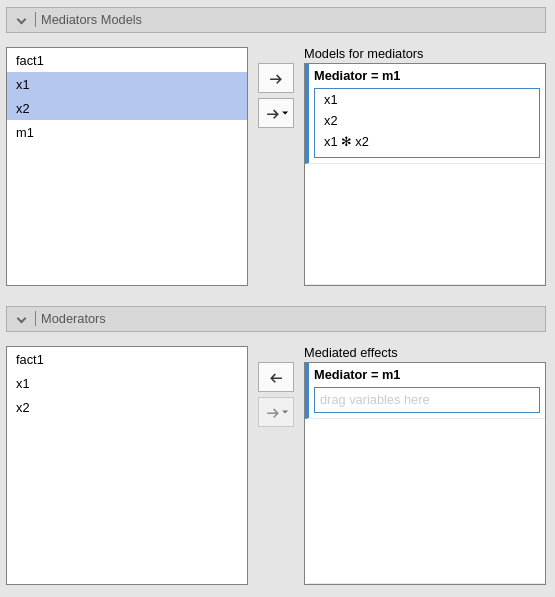 Mediators Models
Models for mediators
fact1
x1
x2
m1
Mediator = m1
x1
x2
x1 ✻ x2
Moderators
Mediated effects
fact1
x1
x2
Mediator = m1
drag variables here